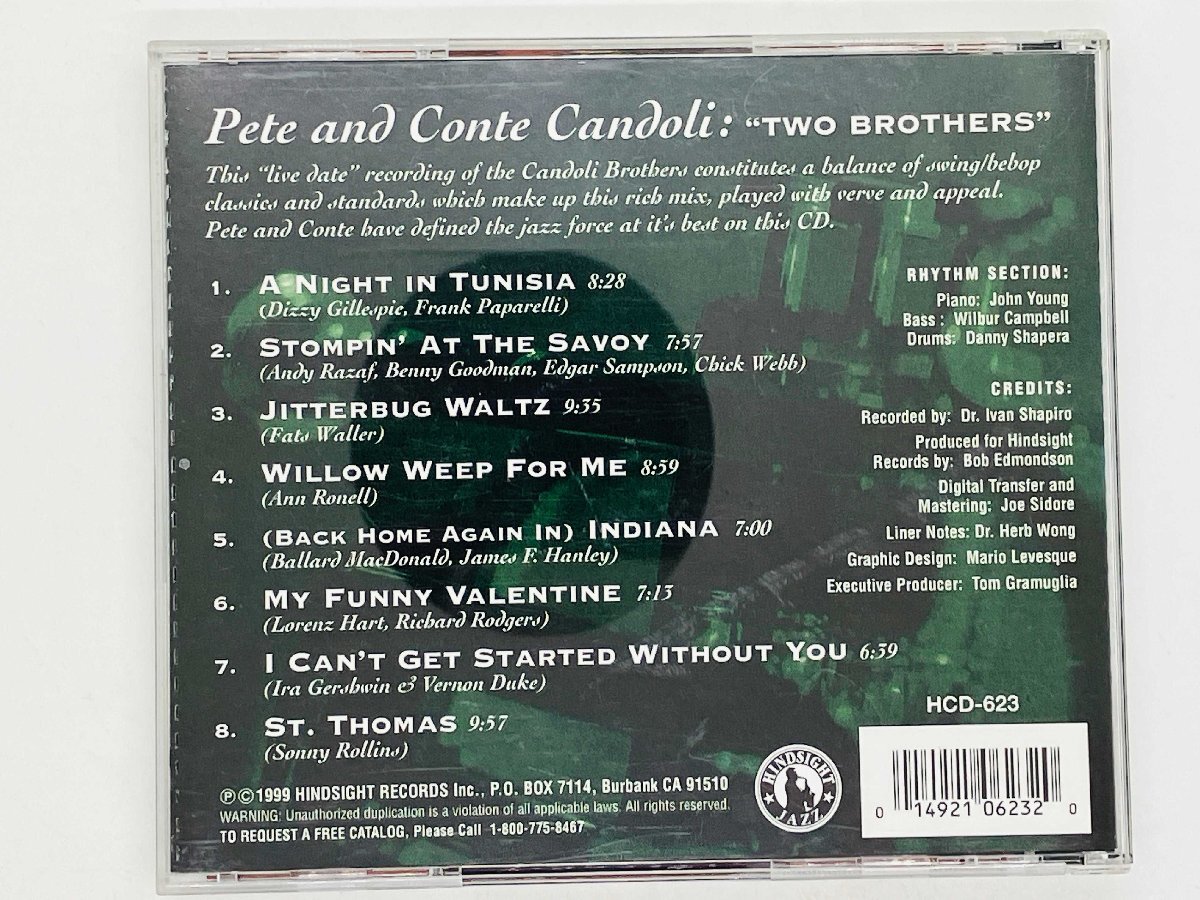 Pete and Conte Candoli: "TWO BROTHERS"
This "live date" recording of the Candoli Brothers constitutes a balance of swing/bebop
classics and standards which make up this rich mix, played with verve and appeal.
Pete and Conte have defined the jazz force at it's best on this CD.
1. A NIGHT IN TUNISIA 8:28
(Dizzy Gillespie, Frank Paparelli)
2. STOMPIN' AT THE SAVOY 7:57
(Andy Razaf, Benny Goodman, Edgar Sampson, Chick Webb)
3. JITTERBUG WALTZ 9:35
(Fats Waller)
4. WILLOW WEEP FOR ME 8:59
(Ann Ronell)
5. (BACK HOME AGAIN IN) INDIANA 7:00
(Ballard MacDonald, James F. Hanley)
6. MY FUNNY VALENTINE 7:13
(Lorenz Hart, Richard Rodgers)
7. I CAN'T GET STARTED WITHOUT YOU 6:39
(Ira Gershwin & Vernon Duke)
8. ST. THOMAS 9:57
(Sonny Rollins)
RHYTHM SECTION:
Piano: John Young
Bass : Wilbur Campbell
Drums: Danny Shapera
CREDITS:
Recorded by: Dr. Ivan Shapiro
Produced for Hindsight
Records by: Bob Edmondson
Digital Transfer and
Mastering: Joe Sidore
Liner Notes: Dr. Herb Wong
Graphic Design: Mario Levesque
Executive Producer: Tom Gramuglia
HCD-623
℗©1999 HINDSIGHT RECORDS Inc., P.O. BOX 7114, Burbank CA 91510
WARNING: Unauthorized duplication is a violation of all applicable laws. All rights reserved.
TO REQUEST A FREE CATALOG, Please Call 1-800-775-8467
HINDSIGHT
JAZZ
0 14921 06232 0